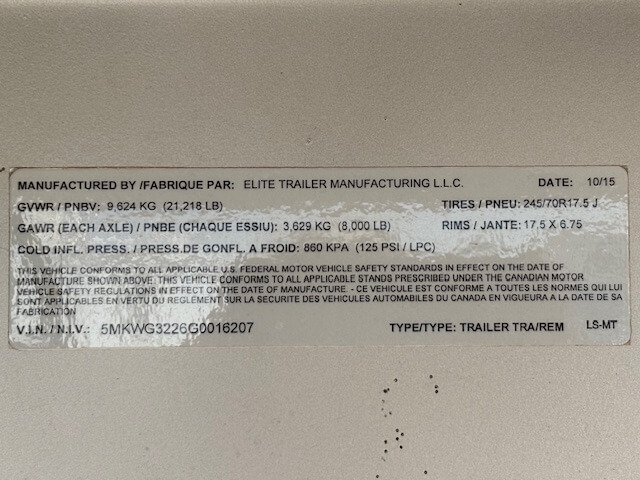 MANUFACTURED BY /FABRIQUE PAR: ELITE TRAILER MANUFACTURING L.L.C. DATE: 10/15
GVWR / PNBV: 9,624 KG (21,218 LB) TIRES / PNEU: 245/70R17.5 J
GAWR (EACH AXLE) / PNBE (CHAQUE ESSIU): 3,629 KG (8,000 LB) RIMS / JANTE: 17.5 X 6.75
COLD INFL. PRESS. / PRESS.DE GONFL. A FROID: 860 KPA (125 PSI / LPC)
THIS VEHICLE CONFORMS TO ALL APPLICABLE U.S. FEDERAL MOTOR VEHICLE SAFETY STANDARDS IN EFFECT ON THE DATE OF
MANUFACTURE SHOWN ABOVE. THIS VEHICLE CONFORMS TO ALL APPLICABLE STANDS PRESCRIBED UNDER THE CANADIAN MOTOR
VEHICLE SAFETY REGULATIONS IN EFFECT ON THE DATE OF MANUFACTURE. - CE VEHICULE EST CONFORME A TOUTES LES NORMES QUI LUI
SONT APPLICABLES EN VERTU DU REGLEMENT SUR LA SECURITE DES VEHICULES AUTOMABILES DU CANADA EN VIGUEUR A LA DATE DE SA
FABRICATION
V.I.N. / N.I.V.: 5MKWG3226G0016207 TYPE/TYPE: TRAILER TRA/REM LS-MT